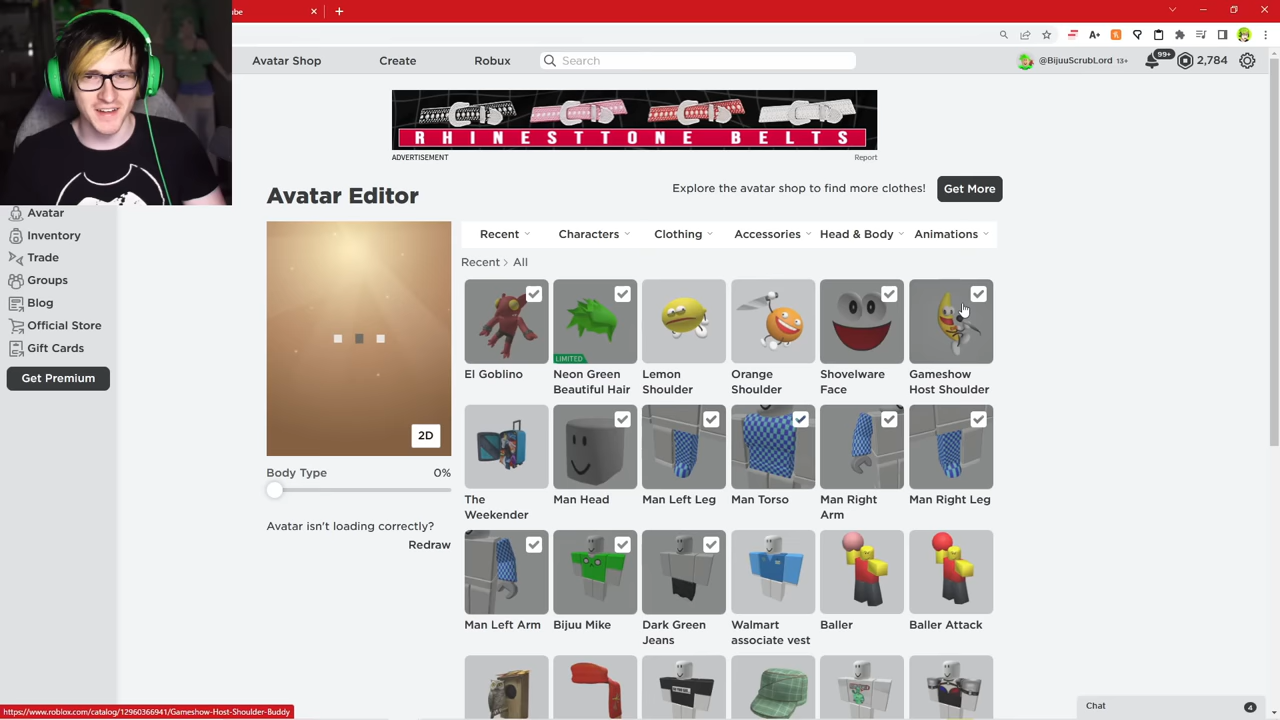 be
Avatar Shop
Create
Robux
Search
@BijuuScrubLord 13+
99+
2,784
RHINESTTONE BELTS
ADVERTISEMENT
Report
Avatar Editor
Explore the avatar shop to find more clothes!
Get More
Avatar
Inventory
Trade
Groups
Blog
Official Store
Gift Cards
Get Premium
2D
Body Type
0%
Avatar isn't loading correctly?
Redraw
Recent
Characters
Clothing
Accessories
Head & Body
Animations
Recent > All
LIMITED
El Goblino
Neon Green
Beautiful Hair
Lemon
Shoulder
Orange
Shoulder
Shovelware
Face
Gameshow
Host Shoulder
The
Weekender
Man Head
Man Left Leg
Man Torso
Man Right
Arm
Man Right Leg
Man Left Arm
Bijuu Mike
Dark Green
Jeans
Walmart
associate vest
Baller
Baller Attack
https://www.roblox.com/catalog/12960366941/Gameshow-Host-Shoulder-Buddy
Chat
4